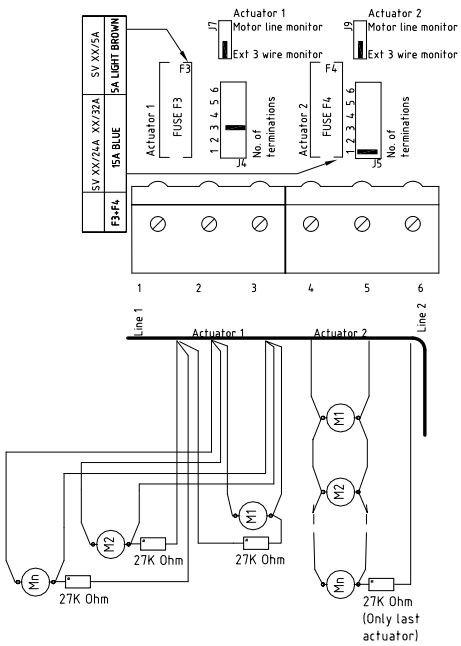 Actuator 1
J7
Motor line monitor
Ext 3 wire monitor
Actuator 2
J9
Motor line monitor
Ext 3 wire monitor
SV XX/5A
5A LIGHT BROWN
SV XX/24A XX/32A
15A BLUE
F3+F4
Actuator 1
FUSE F3
F3
1 2 3 4 5 6
J4
No. of
terminations
Actuator 2
FUSE F4
F4
1 2 3 4 5 6
J5
No. of
terminations
1 2 3 4 5 6
Line 1
Actuator 1
Actuator 2
Line 2
M1
M2
Mn
M1
M2
Mn
27K Ohm
27K Ohm
27K Ohm
27K Ohm
(Only last
actuator)